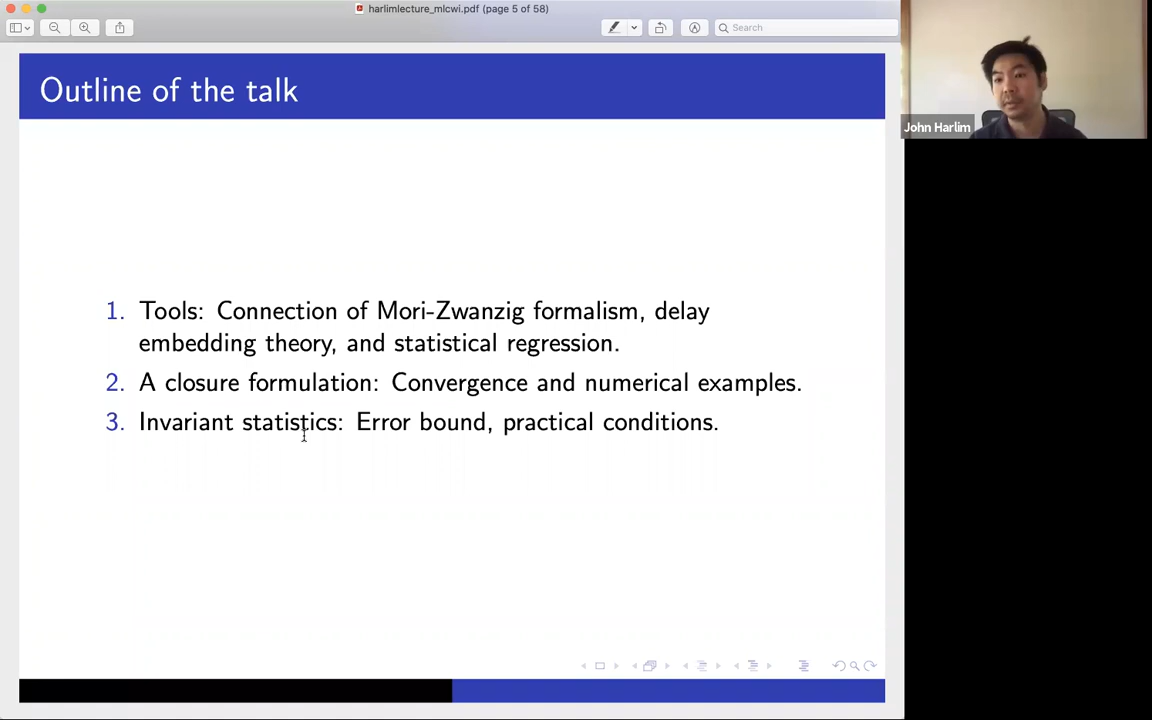 harlimlecture_mlcwi.pdf (page 5 of 58)
Search
Outline of the talk
1. Tools: Connection of Mori-Zwanzig formalism, delay
embedding theory, and statistical regression.
2. A closure formulation: Convergence and numerical examples.
3. Invariant statistics: Error bound, practical conditions.
John Harlim